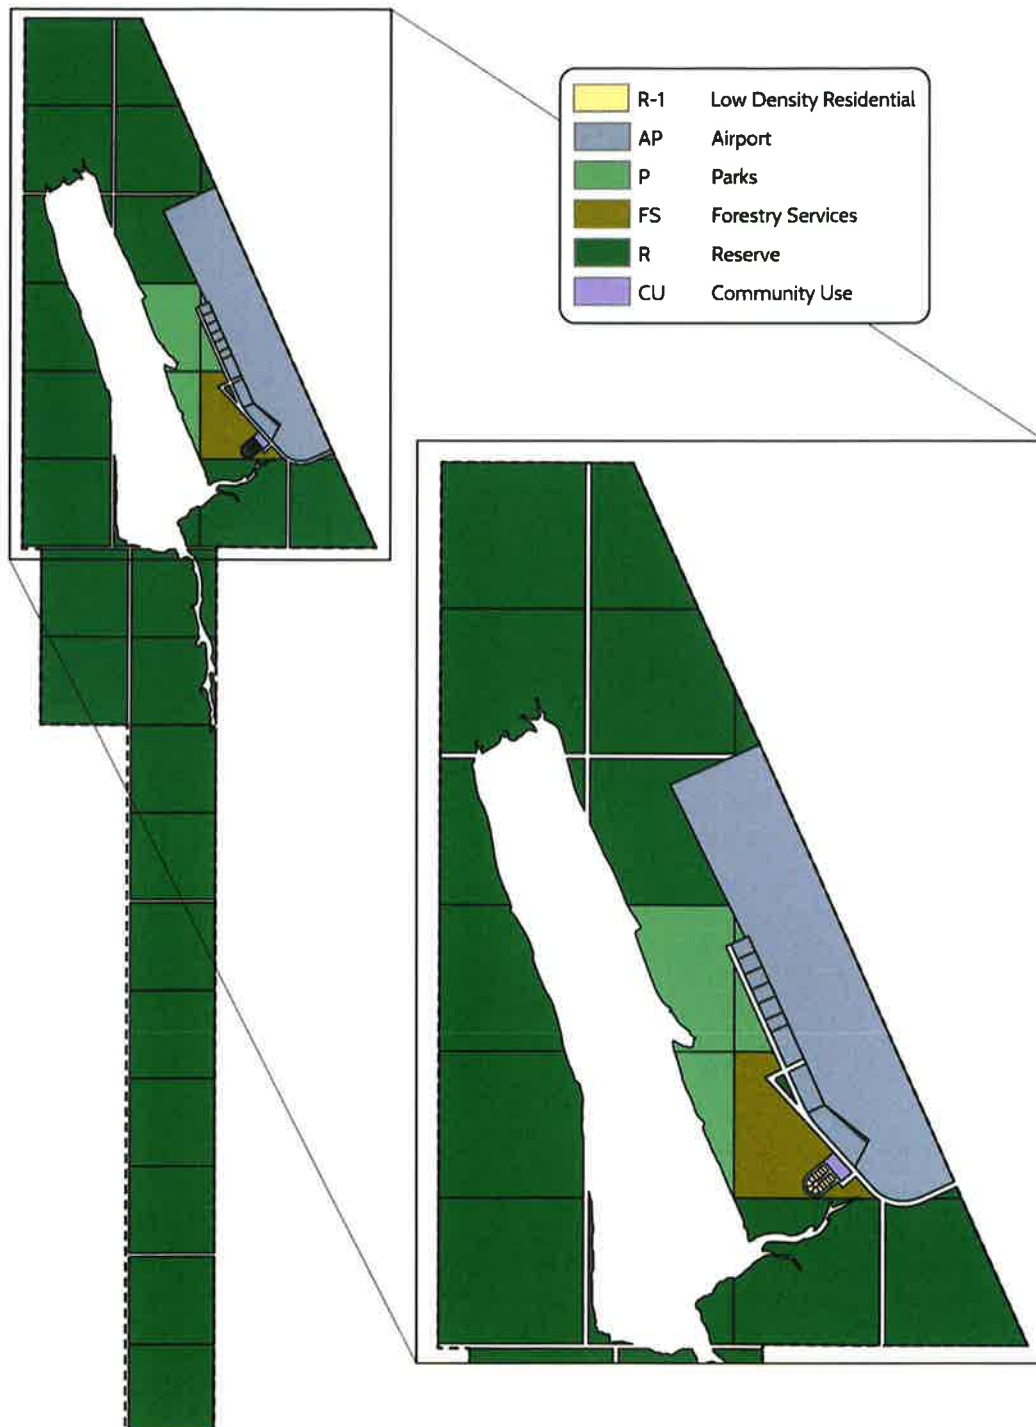 R-1 Low Density Residential
AP Airport
P Parks
FS Forestry Services
R Reserve
CU Community Use